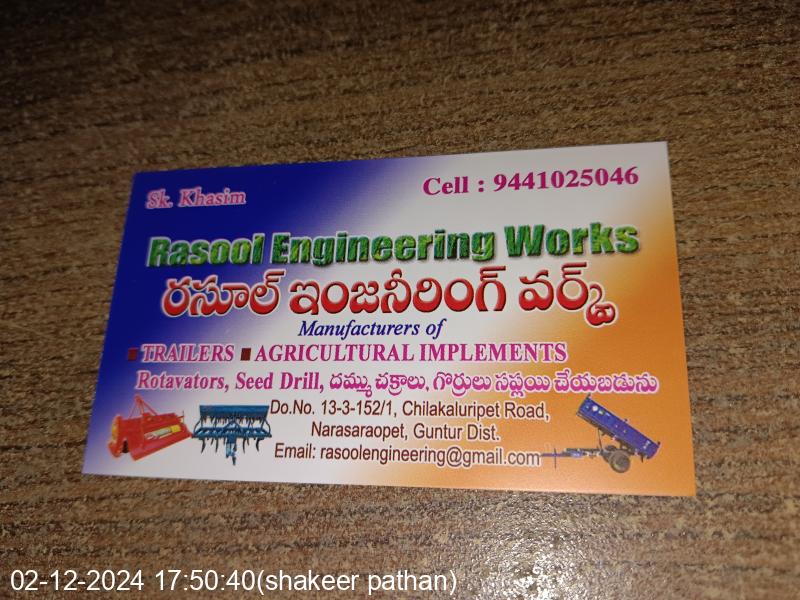 Sk. Khasim
Cell : 9441025046
Rasool Engineering Works
రసూల్ ఇంజనీరింగ్ వర్క్స్
Manufacturers of
■ TRAILERS ■ AGRICULTURAL IMPLEMENTS
Rotavators, Seed Drill, దమ్ము చక్రాలు, గొర్రులు సప్లయి చేయబడును
Do.No. 13-3-152/1, Chilakaluripet Road,
Narasaraopet, Guntur Dist.
Email: rasoolengineering@gmail.com
02-12-2024 17:50:40(shakeer pathan)